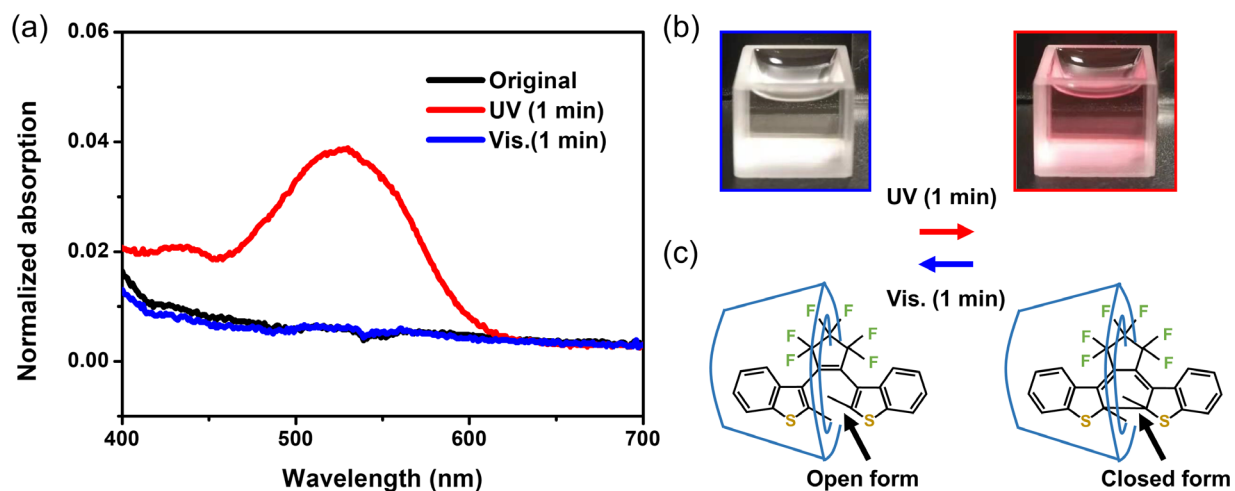 (a)
0.06
0.04
0.02
0.00
Normalized absorption
400
500
600
700
Wavelength (nm)
Original
UV (1 min)
Vis.(1 min)
(b)
UV (1 min)
Vis. (1 min)
(c)
F F
F F
F F
S S
Open form
F F
F F
F F
S S
Closed form